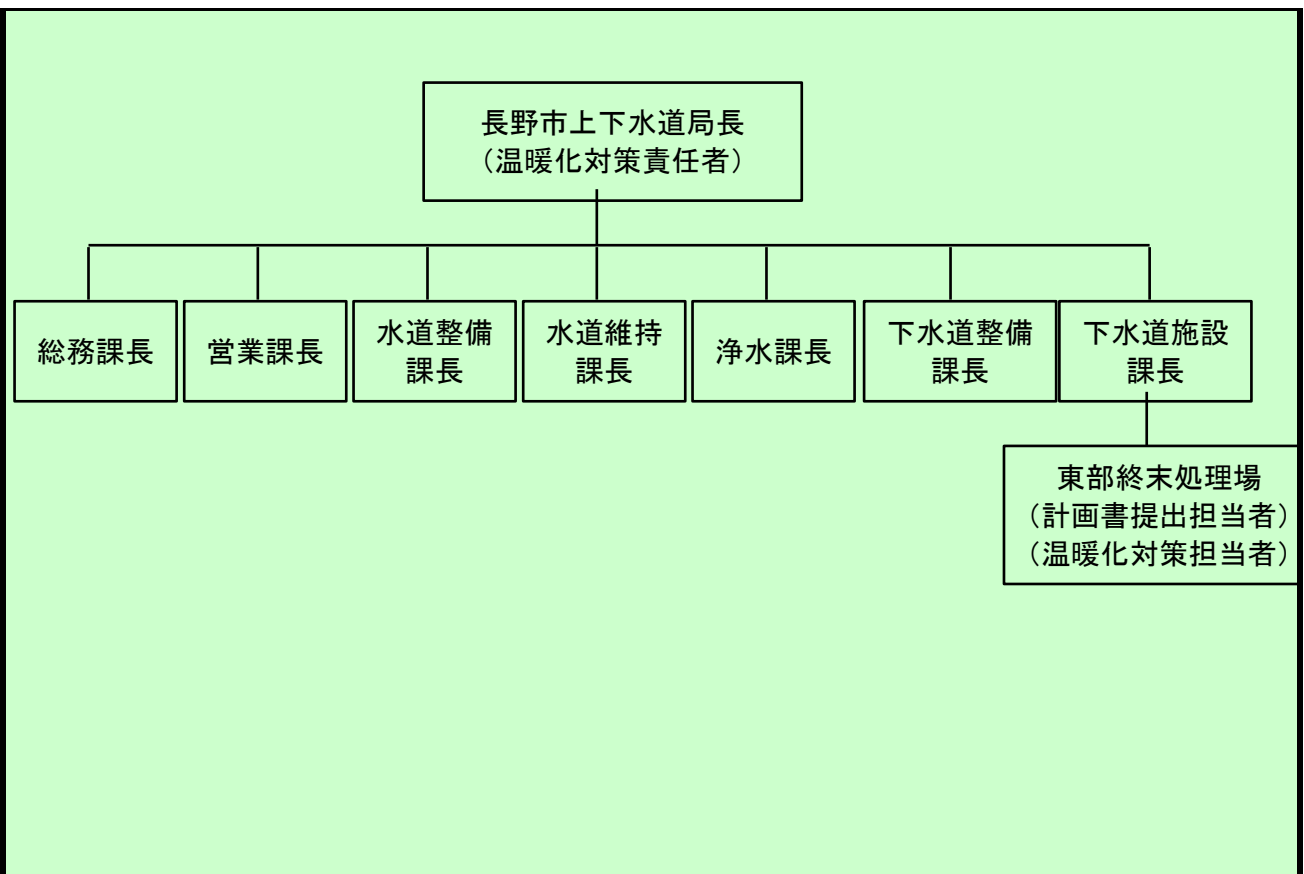 長野市上下水道局長
（温暖化対策責任者）
総務課長
営業課長
水道整備
課長
水道維持
課長
浄水課長
下水道整備
課長
下水道施設
課長
東部終末処理場
（計画書提出担当者）
（温暖化対策担当者）